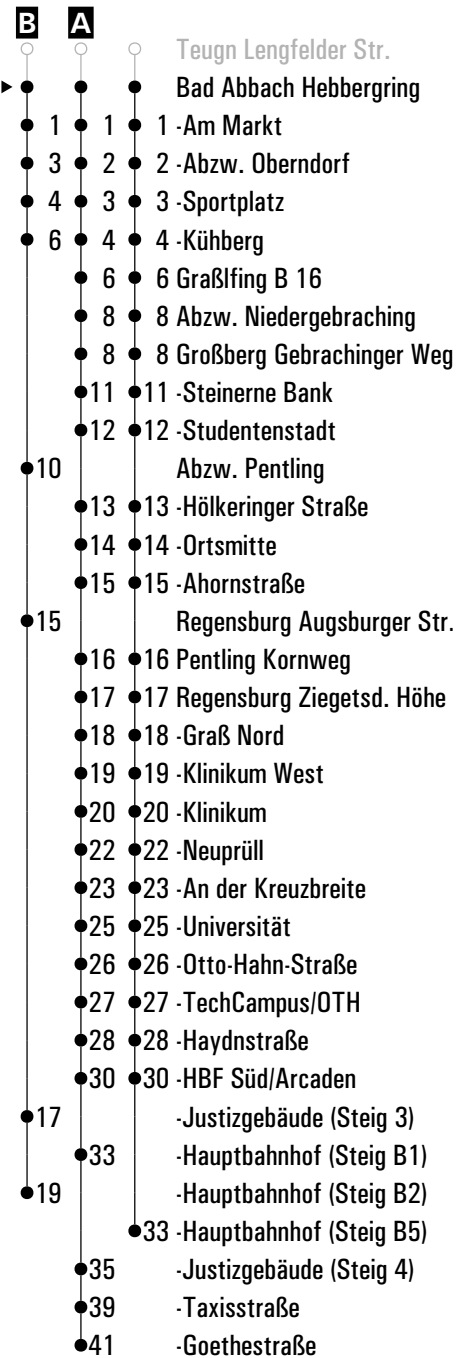 B A
Teugn Lengfelder Str.
Bad Abbach Hebbergring
1 1 1 -Am Markt
3 2 2 -Abzw. Oberndorf
4 3 3 -Sportplatz
6 4 4 -Kühberg
6 6 Graßlfing B 16
8 8 Abzw. Niedergebraching
8 8 Großberg Gebrachinger Weg
11 11 -Steinerne Bank
12 12 -Studentenstadt
10 Abzw. Pentling
13 13 -Hölkeringer Straße
14 14 -Ortsmitte
15 15 -Ahornstraße
15 Regensburg Augsburger Str.
16 16 Pentling Kornweg
17 17 Regensburg Ziegetsd. Höhe
18 18 -Graß Nord
19 19 -Klinikum West
20 20 -Klinikum
22 22 -Neuprüll
23 23 -An der Kreuzbreite
25 25 -Universität
26 26 -Otto-Hahn-Straße
27 27 -TechCampus/OTH
28 28 -Haydnstraße
30 30 -HBF Süd/Arcaden
17 -Justizgebäude (Steig 3)
33 -Hauptbahnhof (Steig B1)
19 -Hauptbahnhof (Steig B2)
33 -Hauptbahnhof (Steig B5)
35 -Justizgebäude (Steig 4)
39 -Taxisstraße
41 -Goethestraße